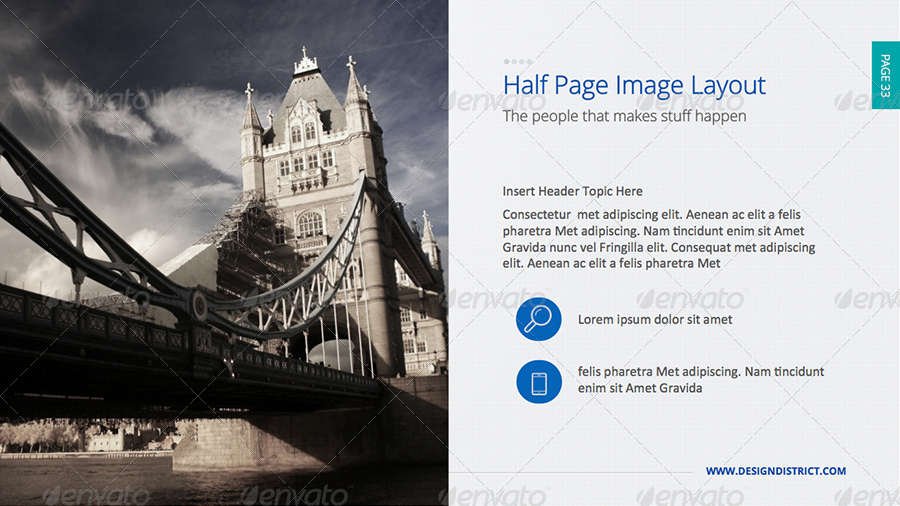 PAGE 33
Half Page Image Layout
The people that makes stuff happen
Insert Header Topic Here
Consectetur met adipiscing elit. Aenean ac elit a felis
pharetra Met adipiscing. Nam tincidunt enim sit Amet
Gravida nunc vel Fringilla elit. Consequat met adipiscing
elit. Aenean ac elit a felis pharetra Met
Lorem ipsum dolor sit amet
felis pharetra Met adipiscing. Nam tincidunt
enim sit Amet Gravida
WWW.DESIGNDISTRICT.COM
envato